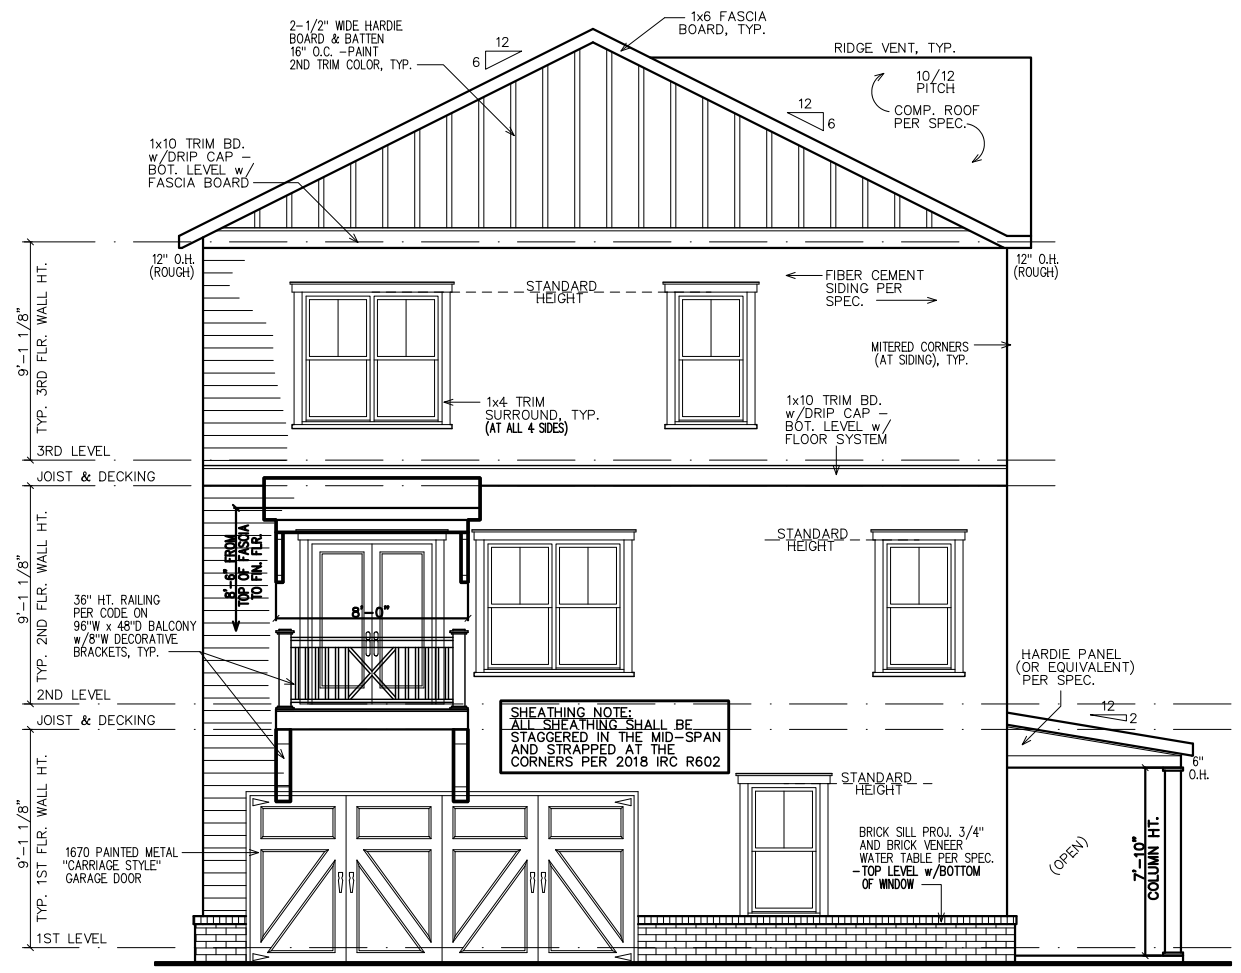 2-1/2" WIDE HARDIE
BOARD & BATTEN
16" O.C. -PAINT
2ND TRIM COLOR, TYP.
12
6
1x6 FASCIA
BOARD, TYP.
RIDGE VENT, TYP.
10/12
PITCH
COMP. ROOF
PER SPEC.
12
6
1x10 TRIM BD.
w/DRIP CAP -
BOT. LEVEL w/
FASCIA BOARD
12" O.H.
(ROUGH)
12" O.H.
(ROUGH)
9'-1 1/8"
TYP. 3RD FLR. WALL HT.
STANDARD
HEIGHT
FIBER CEMENT
SIDING PER
SPEC.
MITERED CORNERS
(AT SIDING), TYP.
1x4 TRIM
SURROUND, TYP.
(AT ALL 4 SIDES)
1x10 TRIM BD.
w/DRIP CAP -
BOT. LEVEL w/
FLOOR SYSTEM
3RD LEVEL
JOIST & DECKING
9'-1 1/8"
TYP. 2ND FLR. WALL HT.
8'-6" FROM
TOP OF FASCIA
TO FIN. FLR.
STANDARD
HEIGHT
8'-0"
36" HT. RAILING
PER CODE ON
96"W x 48"D BALCONY
w/8"W DECORATIVE
BRACKETS, TYP.
2ND LEVEL
JOIST & DECKING
HARDIE PANEL
(OR EQUIVALENT)
PER SPEC.
12
2
SHEATHING NOTE:
ALL SHEATHING SHALL BE
STAGGERED IN THE MID-SPAN
AND STRAPPED AT THE
CORNERS PER 2018 IRC R602
6"
O.H.
9'-1 1/8"
TYP. 1ST FLR. WALL HT.
STANDARD
HEIGHT
1670 PAINTED METAL
"CARRIAGE STYLE"
GARAGE DOOR
BRICK SILL PROJ. 3/4"
AND BRICK VENEER
WATER TABLE PER SPEC.
-TOP LEVEL w/BOTTOM
OF WINDOW
(OPEN)
7'-10"
COLUMN HT.
1ST LEVEL